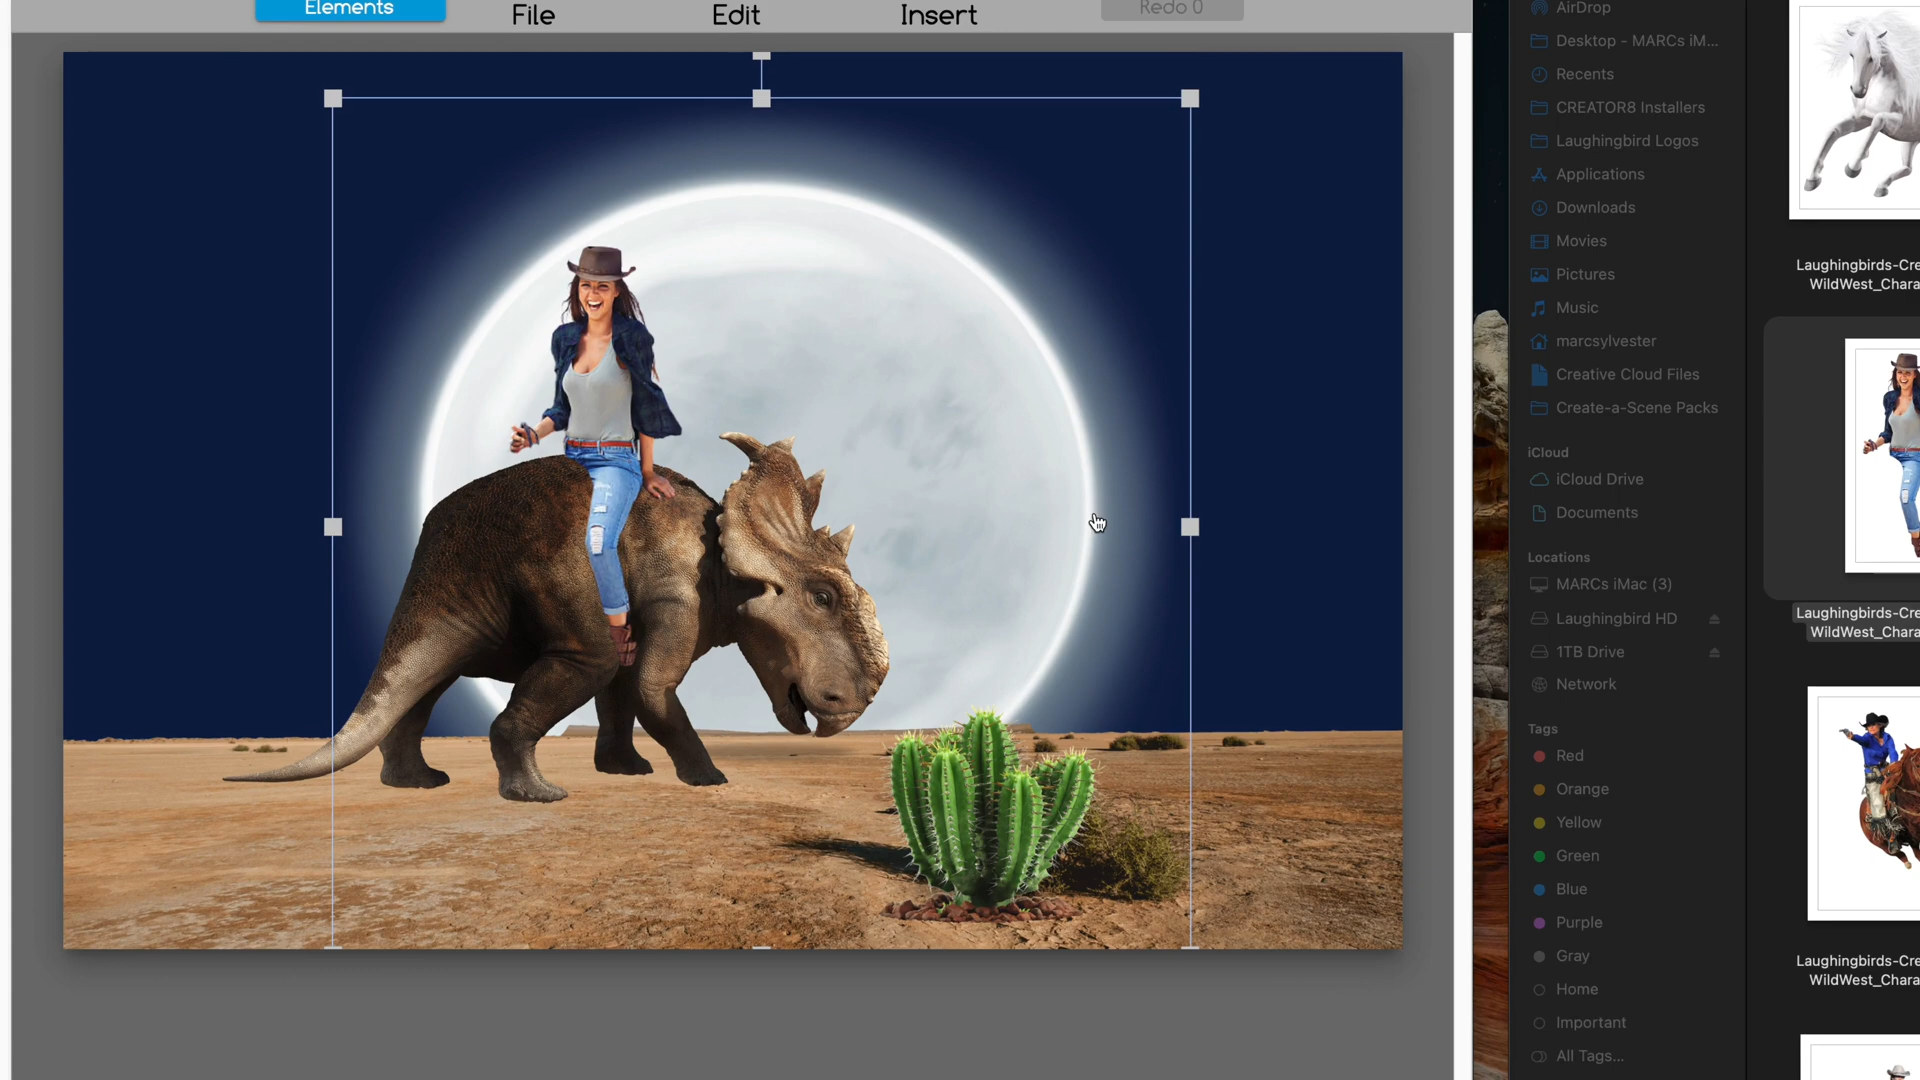 Elements
File
Edit
Insert
Redo 0
AirDrop
Desktop - MARCs iM...
Recents
CREATOR8 Installers
Laughingbird Logos
Applications
Downloads
Movies
Pictures
Music
marcsylvester
Creative Cloud Files
Create-a-Scene Packs
iCloud
iCloud Drive
Documents
Locations
MARCs iMac (3)
Laughingbird HD
1TB Drive
Network
Tags
Red
Orange
Yellow
Green
Blue
Purple
Gray
Home
Important
All Tags...
Laughingbirds-Cre
WildWest_Chara
Laughingbirds-Cre
WildWest_Chara
Laughingbirds-Cre
WildWest_Chara